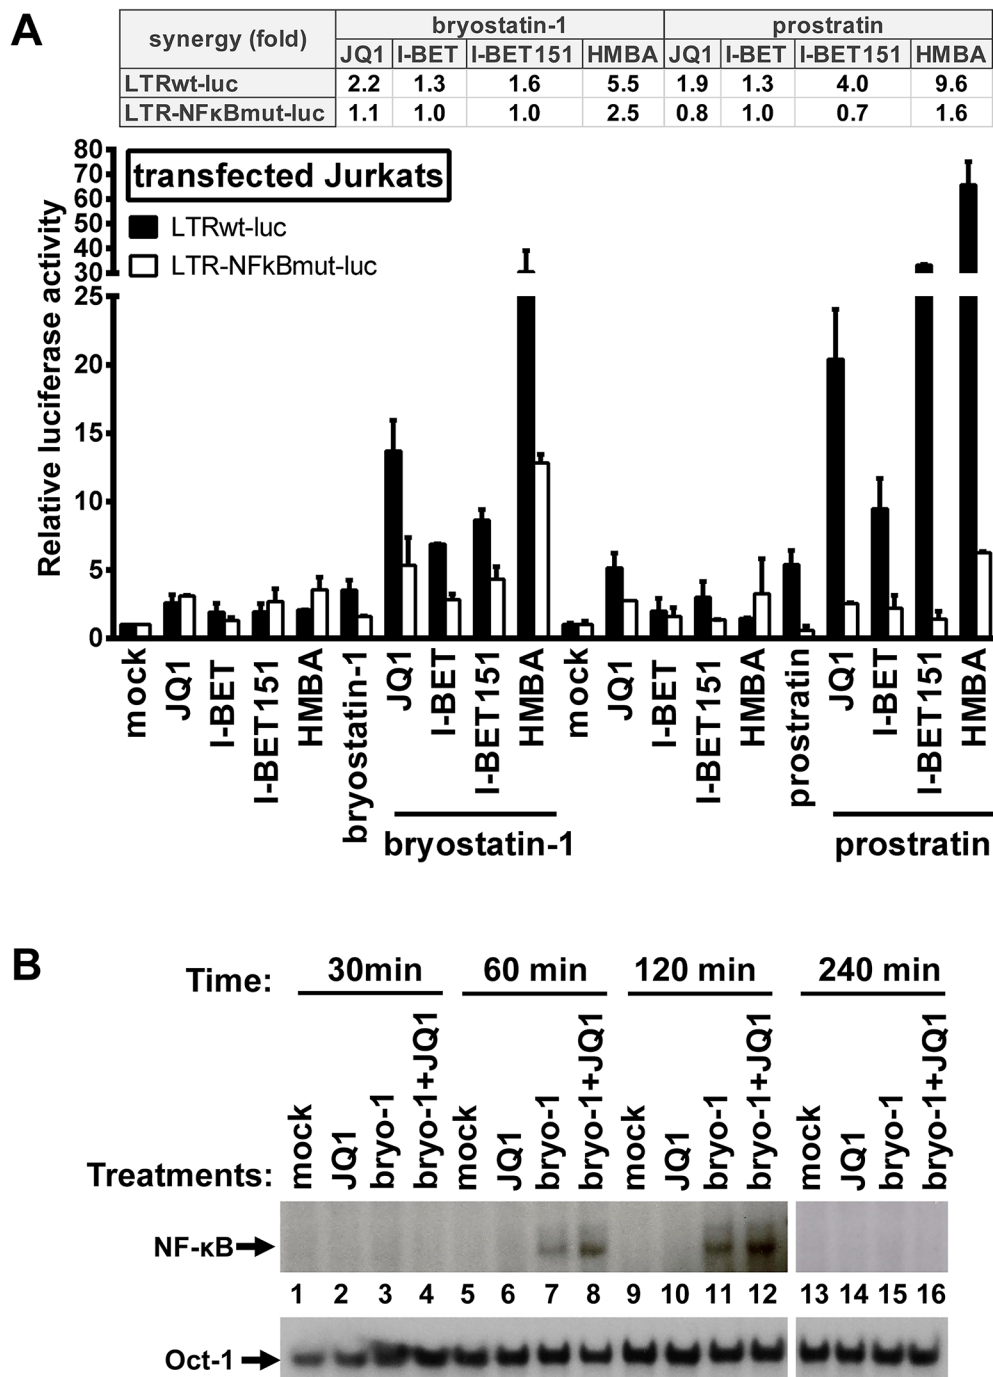 A
synergy (fold) bryostatin-1 prostratin
JQ1 I-BET I-BET151 HMBA JQ1 I-BET I-BET151 HMBA
LTRwt-luc 2.2 1.3 1.6 5.5 1.9 1.3 4.0 9.6
LTR-NFκBmut-luc 1.1 1.0 1.0 2.5 0.8 1.0 0.7 1.6
transfected Jurkats
LTRwt-luc
LTR-NFkBmut-luc
Relative luciferase activity
80
70
60
50
40
30
25
20
15
10
5
0
mock JQ1 I-BET I-BET151 HMBA bryostatin-1 JQ1 I-BET I-BET151 HMBA mock JQ1 I-BET I-BET151 HMBA prostratin JQ1 I-BET I-BET151 HMBA
bryostatin-1 prostratin
B
Time: 30min 60 min 120 min 240 min
Treatments: mock JQ1 bryo-1 bryo-1+JQ1 mock JQ1 bryo-1 bryo-1+JQ1 mock JQ1 bryo-1 bryo-1+JQ1 mock JQ1 bryo-1 bryo-1+JQ1
NF-κB
1 2 3 4 5 6 7 8 9 10 11 12 13 14 15 16
Oct-1